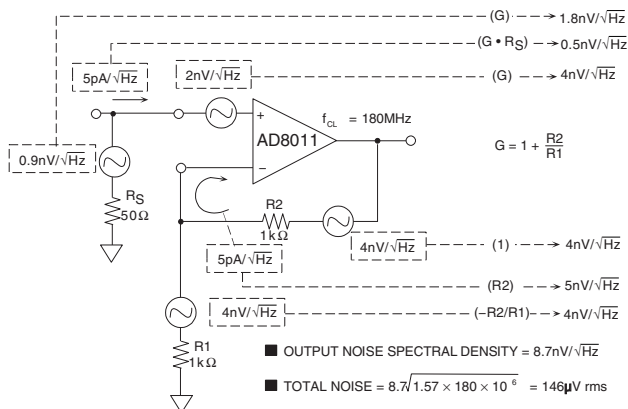 (G) 1.8nV/√Hz
(G • RS) 0.5nV/√Hz
5pA/√Hz
2nV/√Hz (G) 4nV/√Hz
fCL = 180MHz
+
AD8011
G = 1 + R2/R1
0.9nV/√Hz
–
RS
50Ω
R2
1kΩ
4nV/√Hz (1) 4nV/√Hz
5pA/√Hz
(R2) 5nV/√Hz
4nV/√Hz (–R2/R1) 4nV/√Hz
R1
1kΩ
■ OUTPUT NOISE SPECTRAL DENSITY = 8.7nV/√Hz
■ TOTAL NOISE = 8.7√1.57 × 180 × 10⁶ = 146µV rms